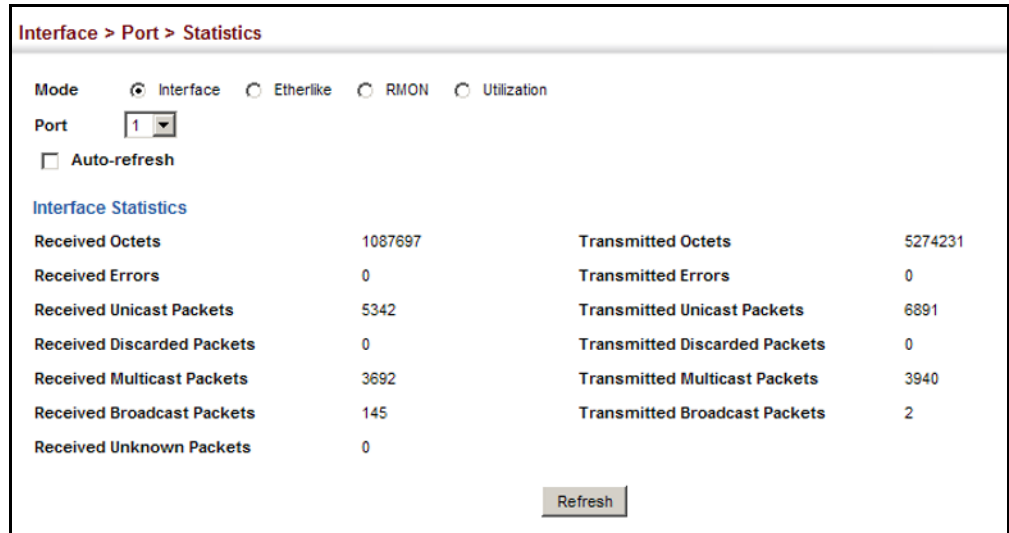 Interface > Port > Statistics
Mode Interface Etherlike RMON Utilization
Port 1
Auto-refresh
Interface Statistics
Received Octets 1087697 Transmitted Octets 5274231
Received Errors 0 Transmitted Errors 0
Received Unicast Packets 5342 Transmitted Unicast Packets 6891
Received Discarded Packets 0 Transmitted Discarded Packets 0
Received Multicast Packets 3692 Transmitted Multicast Packets 3940
Received Broadcast Packets 145 Transmitted Broadcast Packets 2
Received Unknown Packets 0
Refresh